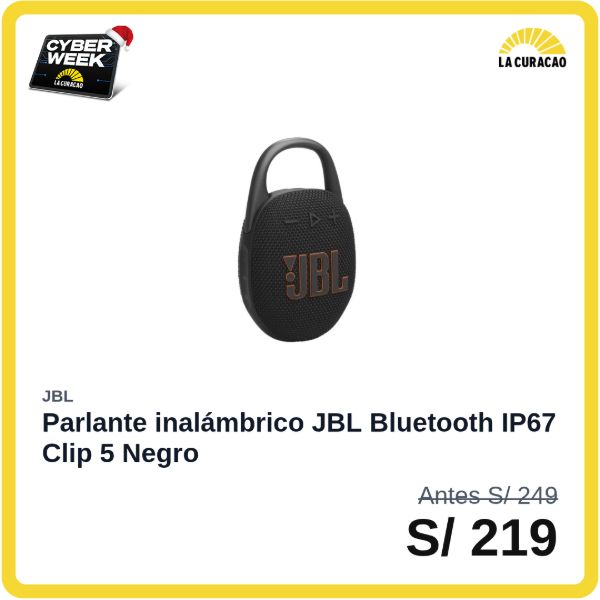 CYBER
WEEK
LA CURACAO
LA CURACAO
JBL
JBL
Parlante inalámbrico JBL Bluetooth IP67
Clip 5 Negro
Antes S/ 249
S/ 219